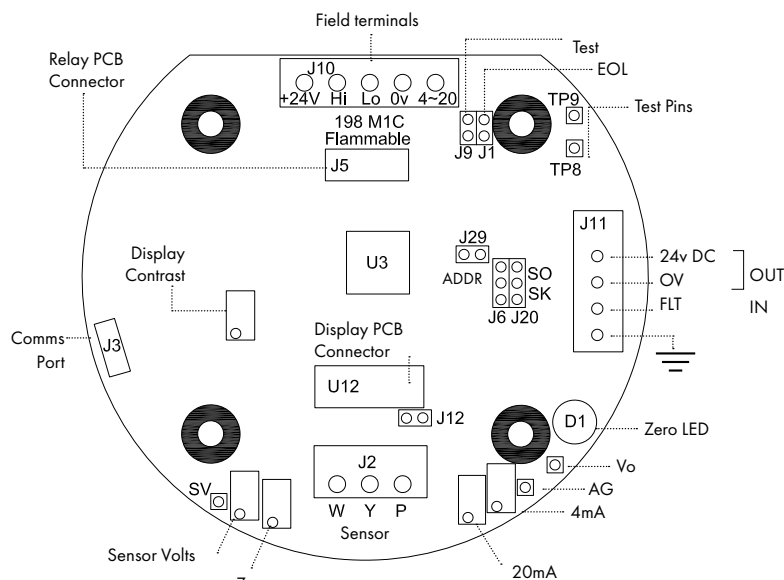 Field terminals
Test
EOL
Relay PCB
Connector
J10
+24V Hi Lo 0v 4~20
TP9
Test Pins
198 M1C
Flammable
J9 J1
J5
TP8
J11
J29
24v DC
Display
Contrast
U3
ADDR
SO
OV
OUT
SK
FLT
IN
J6 J20
Comms
Port
J3
Display PCB
Connector
U12
J12
D1
Zero LED
J2
Vo
SV
W Y P
AG
Sensor
4mA
Sensor Volts
20mA